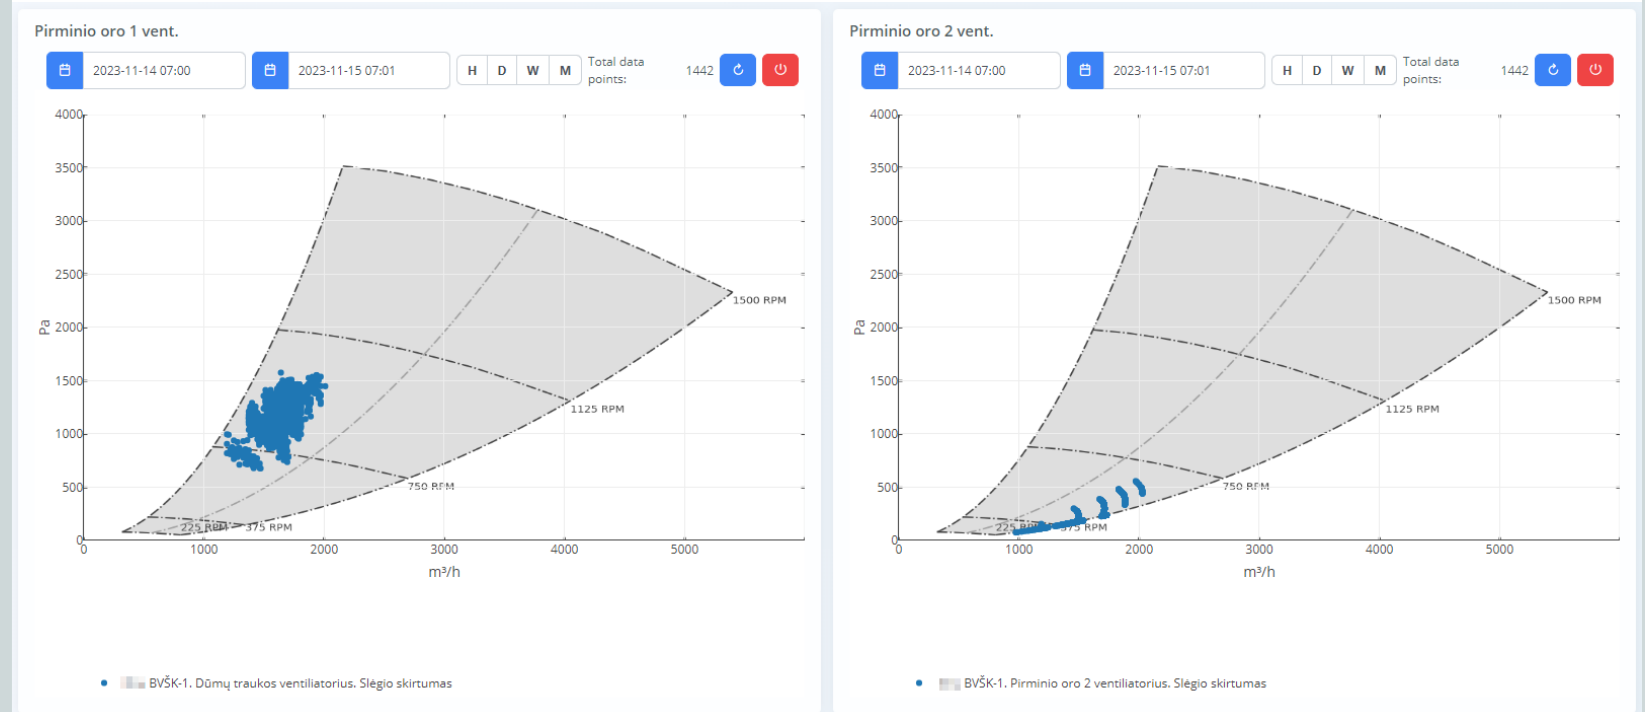 Pirminio oro 1 vent.
2023-11-14 07:00
2023-11-15 07:01
H D W M
Total data points:
1442
4000
3500
3000
2500
2000
1500
1000
500
0
Pa
1500 RPM
1125 RPM
750 RPM
225 RPM
375 RPM
0 1000 2000 3000 4000 5000
m³/h
BVŠK-1. Dūmų traukos ventiliatorius. Slėgio skirtumas
Pirminio oro 2 vent.
2023-11-14 07:00
2023-11-15 07:01
H D W M
Total data points:
1442
4000
3500
3000
2500
2000
1500
1000
500
0
Pa
1500 RPM
1125 RPM
750 RPM
225 RPM
375 RPM
0 1000 2000 3000 4000 5000
m³/h
BVŠK-1. Pirminio oro 2 ventiliatorius. Slėgio skirtumas